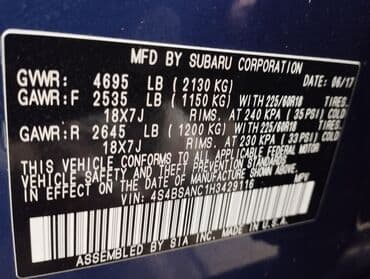 MFD BY SUBARU CORPORATION
GVWR: 4695 LB (2130 KG) DATE: 06/17
GAWR:F 2535 LB (1150 KG) WITH 225/60R18 TIRES.
18X7J RIMS. AT 240 KPA (35 PSI) COLD
GAWR:R 2645 LB (1200 KG) WITH 225/60R18 TIRES.
18X7J RIMS. AT 230 KPA (33 PSI) COLD
THIS VEHICLE CONFORMS TO ALL APPLICABLE
FEDERAL MOTOR VEHICLE SAFETY, BUMPER, AND
THEFT PREVENTION STANDARDS IN EFFECT ON THE
DATE OF MANUFACTURE SHOWN ABOVE.
VIN: 4S4BSANC1H3429116 MPV
ASSEMBLED BY SIA INC. MADE IN U.S.A.